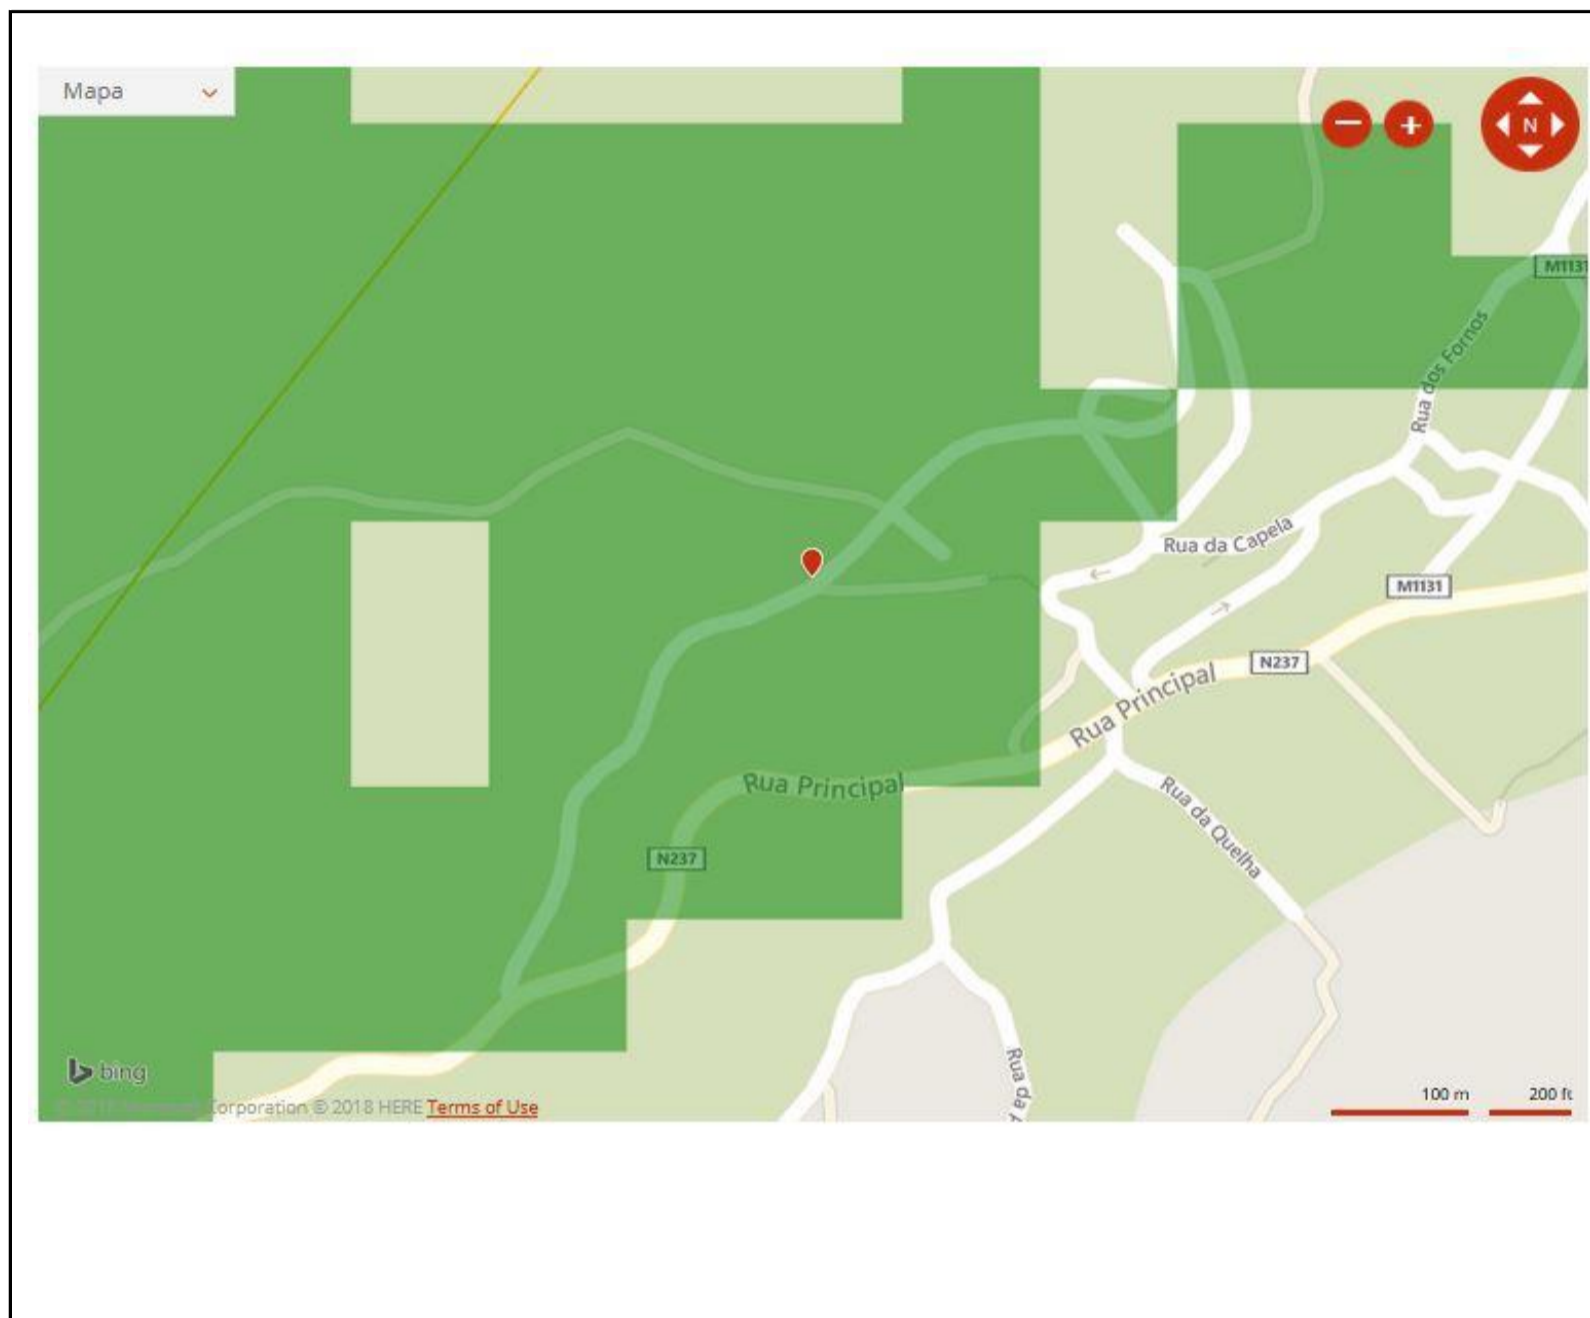 Mapa
N
M1131
Rua dos Fornos
Rua da Capela
M1131
N237
Rua Principal
Rua Principal
Rua da Quelha
N237
Rua da
bing
Corporation © 2018 HERE Terms of Use
100 m 200 ft